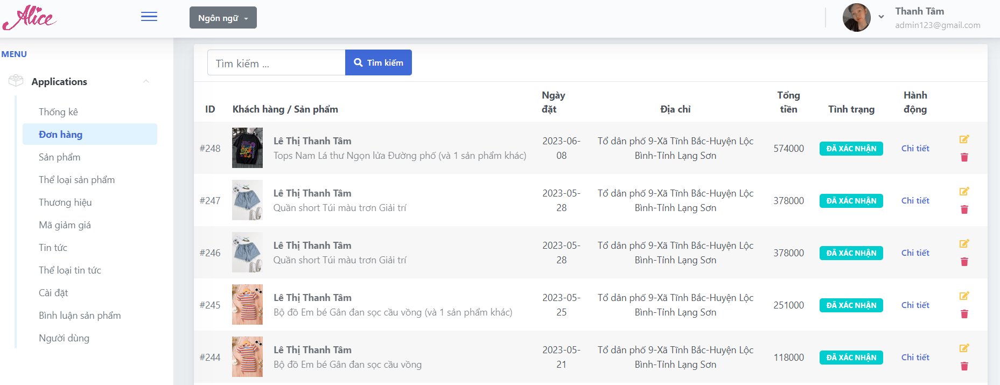 Alice
Ngôn ngữ
Thanh Tâm
admin123@gmail.com
MENU
Applications
Thống kê
Đơn hàng
Sản phẩm
Thể loại sản phẩm
Thương hiệu
Mã giảm giá
Tin tức
Thể loại tin tức
Cài đặt
Bình luận sản phẩm
Người dùng
Tìm kiếm ...
Tìm kiếm
ID
Khách hàng / Sản phẩm
Ngày
đặt
Địa chỉ
Tổng
tiền
Tình trạng
Hành
động
#248
Lê Thị Thanh Tâm
Tops Nam Lá thư Ngọn lửa Đường phố (và 1 sản phẩm khác)
2023-06-
08
Tổ dân phố 9-Xã Tĩnh Bắc-Huyện Lộc
Bình-Tỉnh Lạng Sơn
574000
ĐÃ XÁC NHẬN
Chi tiết
#247
Lê Thị Thanh Tâm
Quần short Túi màu trơn Giải trí
2023-05-
28
Tổ dân phố 9-Xã Tĩnh Bắc-Huyện Lộc
Bình-Tỉnh Lạng Sơn
378000
ĐÃ XÁC NHẬN
Chi tiết
#246
Lê Thị Thanh Tâm
Quần short Túi màu trơn Giải trí
2023-05-
28
Tổ dân phố 9-Xã Tĩnh Bắc-Huyện Lộc
Bình-Tỉnh Lạng Sơn
378000
ĐÃ XÁC NHẬN
Chi tiết
#245
Lê Thị Thanh Tâm
Bộ đồ Em bé Gân đan sọc cầu vồng (và 1 sản phẩm khác)
2023-05-
25
Tổ dân phố 9-Xã Tĩnh Bắc-Huyện Lộc
Bình-Tỉnh Lạng Sơn
251000
ĐÃ XÁC NHẬN
Chi tiết
#244
Lê Thị Thanh Tâm
Bộ đồ Em bé Gân đan sọc cầu vồng
2023-05-
21
Tổ dân phố 9-Xã Tĩnh Bắc-Huyện Lộc
Bình-Tỉnh Lạng Sơn
118000
ĐÃ XÁC NHẬN
Chi tiết